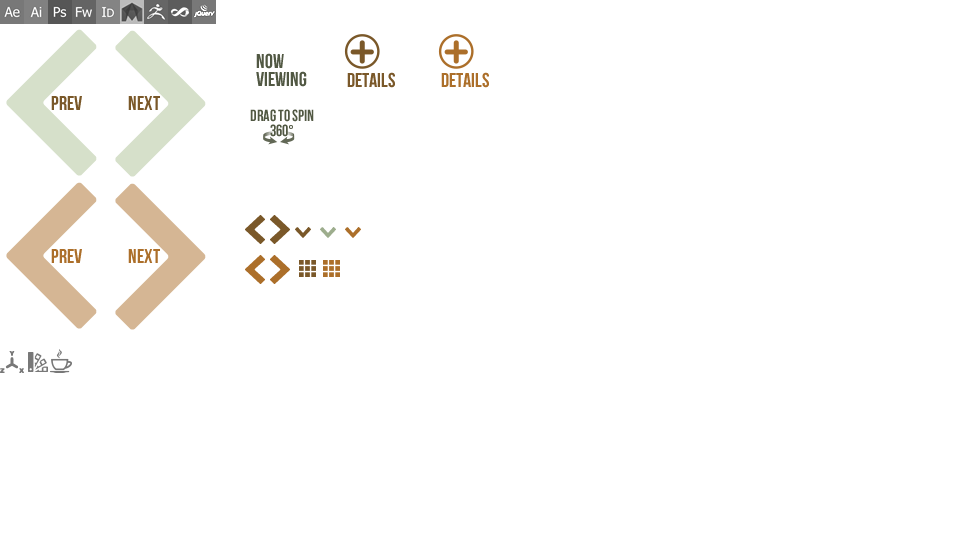 Ae Ai Ps Fw ID jQuery
PREV NEXT
NOW
VIEWING
DETAILS DETAILS
DRAG TO SPIN
360°
PREV NEXT
Y
Z X